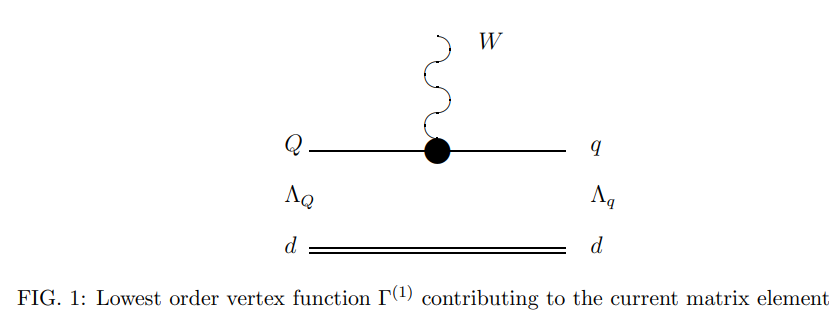 W
Q q
Λ_Q Λ_q
d d
FIG. 1: Lowest order vertex function Γ^(1) contributing to the current matrix element